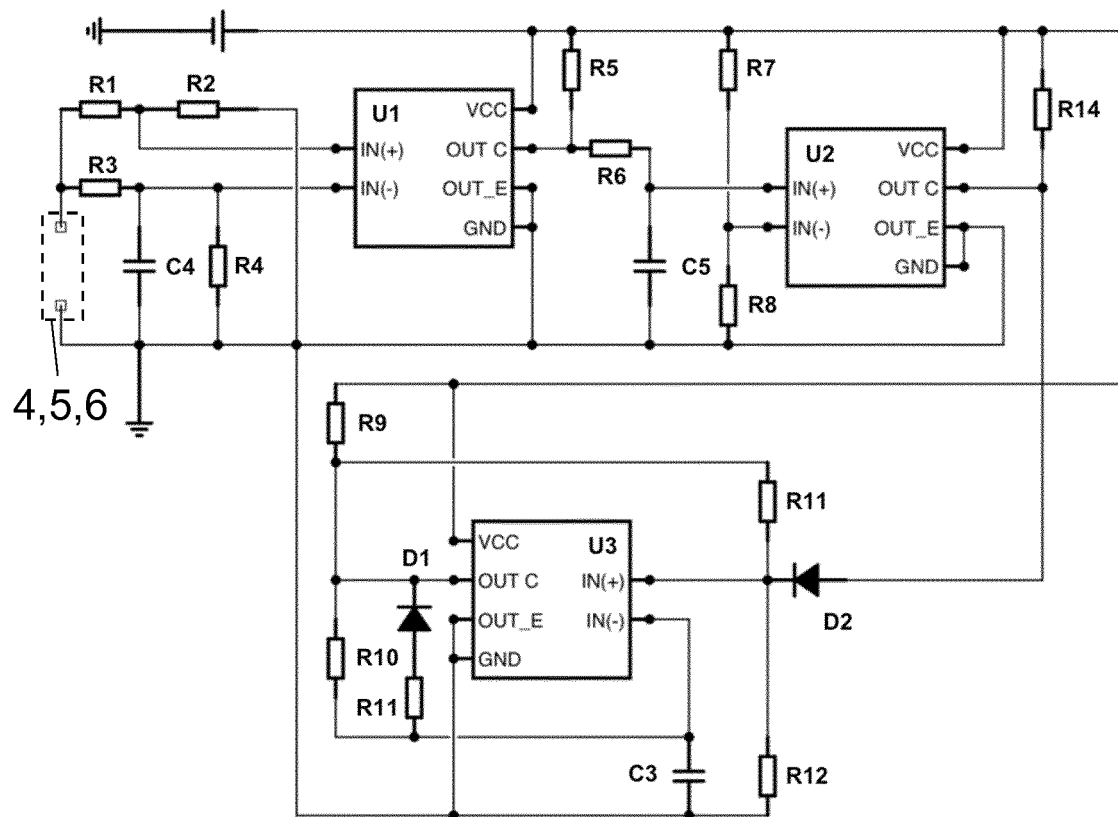 R1
R2
R3
C4
R4
4,5,6
U1
VCC
IN(+)
OUT C
IN(-)
OUT_E
GND
R5
R6
C5
R7
R8
U2
VCC
IN(+)
OUT C
IN(-)
OUT_E
GND
R14
R9
R11
D1
VCC
U3
OUT C
IN(+)
OUT_E
IN(-)
GND
D2
R10
R11
C3
R12